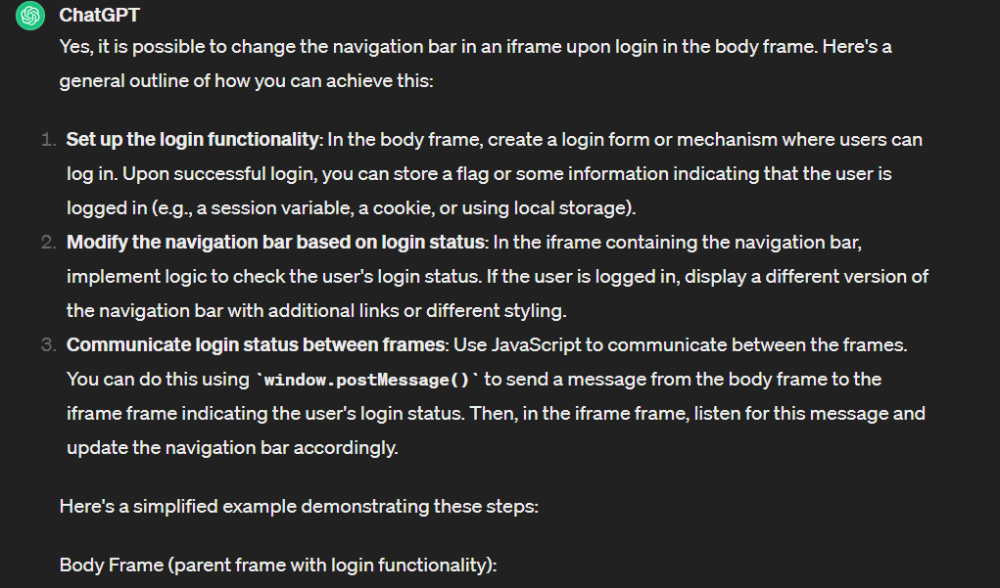 ChatGPT
Yes, it is possible to change the navigation bar in an iframe upon login in the body frame. Here's a
general outline of how you can achieve this:
1. Set up the login functionality: In the body frame, create a login form or mechanism where users can
log in. Upon successful login, you can store a flag or some information indicating that the user is
logged in (e.g., a session variable, a cookie, or using local storage).
2. Modify the navigation bar based on login status: In the iframe containing the navigation bar,
implement logic to check the user's login status. If the user is logged in, display a different version of
the navigation bar with additional links or different styling.
3. Communicate login status between frames: Use JavaScript to communicate between the frames.
You can do this using `window.postMessage()` to send a message from the body frame to the
iframe frame indicating the user's login status. Then, in the iframe frame, listen for this message and
update the navigation bar accordingly.
Here's a simplified example demonstrating these steps:
Body Frame (parent frame with login functionality):